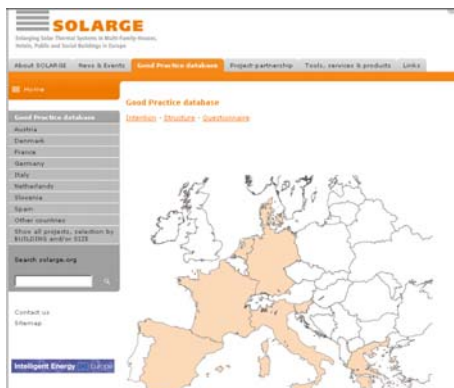 SOLARGE
Enlarging Solar Thermal Systems in Multi-Family-Houses,
Hotels, Public and Social Buildings in Europe
About SOLARGE News & Events Good Practice database Project-partnership Tools, services & products Links
Home
Good Practice database
Intention - Structure - Questionnaire
Good Practice database
Austria
Denmark
France
Germany
Italy
Netherlands
Slovenia
Spain
Other countries
Show all projects, selection by
BUILDING and/or SIZE
Search solarge.org
Contact us
Sitemap
Intelligent Energy Europe